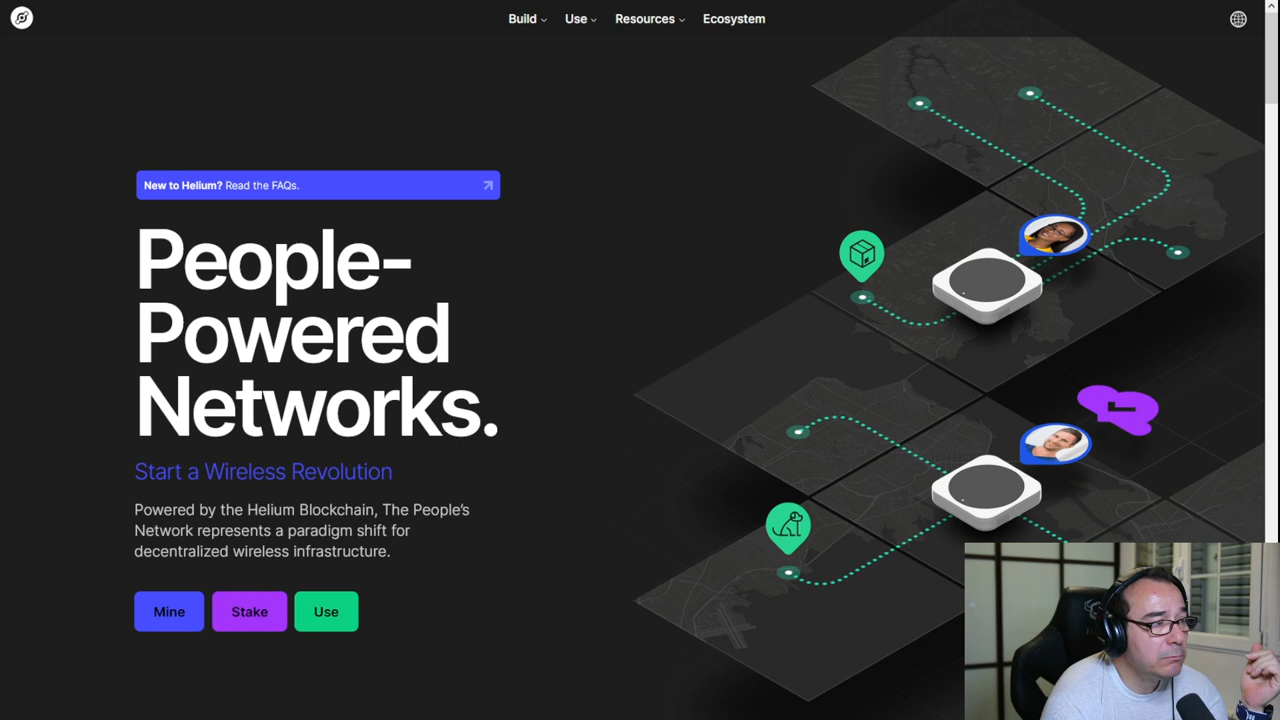 Build
Use
Resources
Ecosystem
New to Helium? Read the FAQs.
People-
Powered
Networks.
Start a Wireless Revolution
Powered by the Helium Blockchain, The People's
Network represents a paradigm shift for
decentralized wireless infrastructure.
Mine
Stake
Use